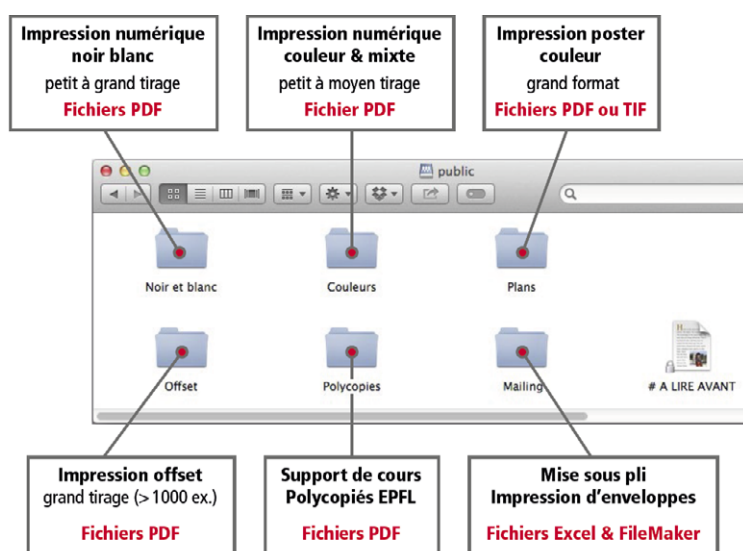 Impression numérique
noir blanc
petit à grand tirage
Fichiers PDF
Impression numérique
couleur & mixte
petit à moyen tirage
Fichier PDF
Impression poster
couleur
grand format
Fichiers PDF ou TIF
public
Noir et blanc
Couleurs
Plans
Offset
Polycopies
Mailing
# A LIRE AVANT
Impression offset
grand tirage (> 1000 ex.)
Fichiers PDF
Support de cours
Polycopiés EPFL
Fichiers PDF
Mise sous pli
Impression d'enveloppes
Fichiers Excel & FileMaker